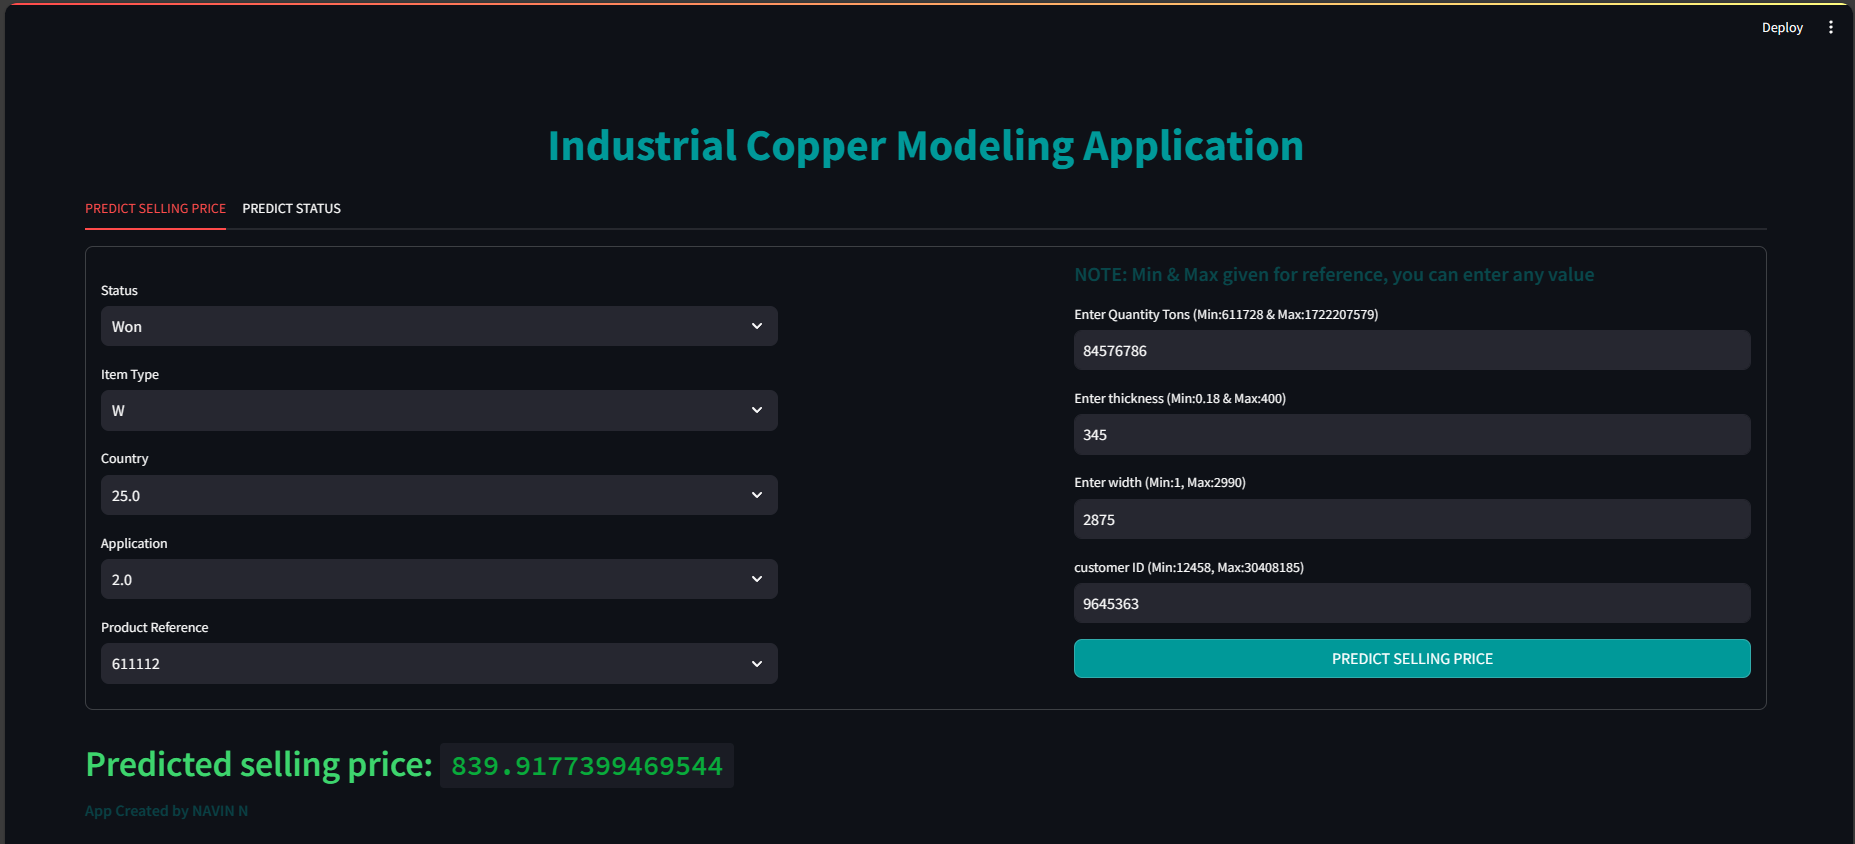 Deploy
Industrial Copper Modeling Application
PREDICT SELLING PRICE PREDICT STATUS
Status
Won
Item Type
W
Country
25.0
Application
2.0
Product Reference
611112
NOTE: Min & Max given for reference, you can enter any value
Enter Quantity Tons (Min:611728 & Max:1722207579)
84576786
Enter thickness (Min:0.18 & Max:400)
345
Enter width (Min:1, Max:2990)
2875
customer ID (Min:12458, Max:30408185)
9645363
PREDICT SELLING PRICE
Predicted selling price: 839.9177399469544
App Created by NAVIN N